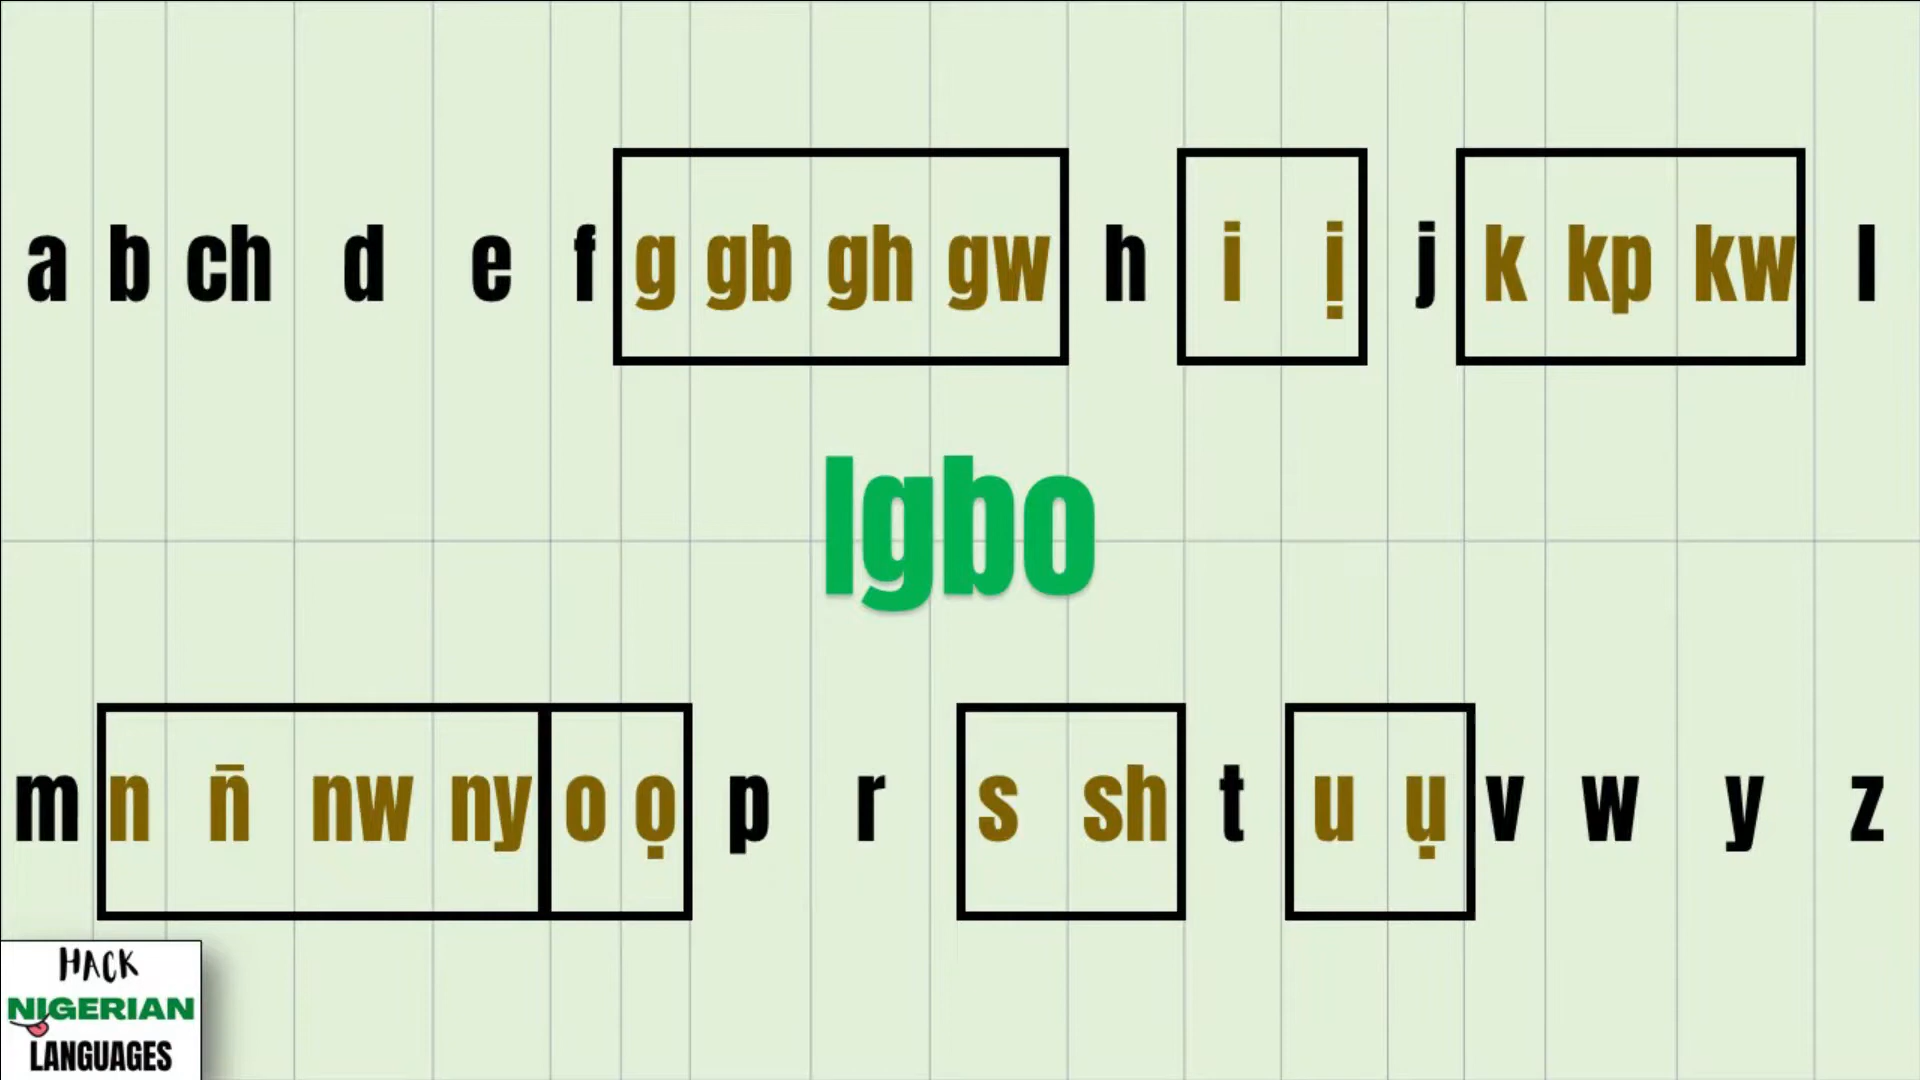 a b ch d e f g gb gh gw h i ị j k kp kw l
Igbo
m n n̄ nw ny o ọ p r s sh t u ụ v w y z
HACK
NIGERIAN
LANGUAGES